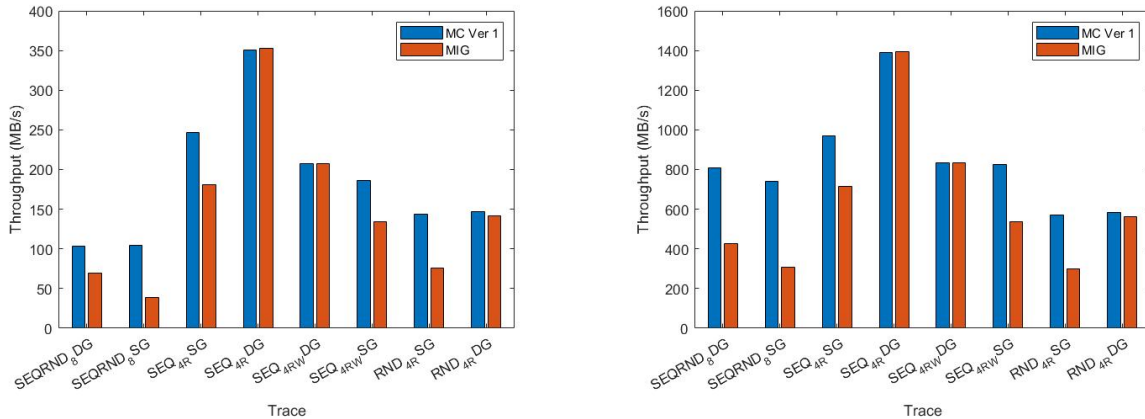 400
350
300
250
200
150
100
50
0
Throughput (MB/s)
MC Ver 1
MIG
SEQRND₈DG
SEQRND₈SG
SEQ₄RSG
SEQ₄RDG
SEQ₄RWDG
SEQ₄RWSG
RND₄RSG
RND₄RDG
Trace
1600
1400
1200
1000
800
600
400
200
0
Throughput (MB/s)
MC Ver 1
MIG
SEQRND₈DG
SEQRND₈SG
SEQ₄RSG
SEQ₄RDG
SEQ₄RWDG
SEQ₄RWSG
RND₄RSG
RND₄RDG
Trace